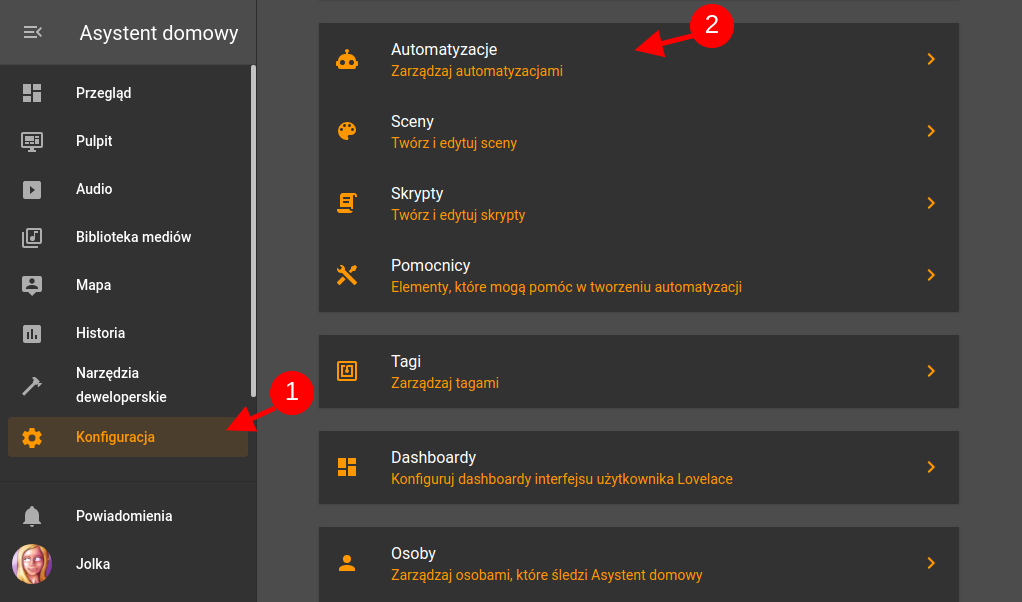 Asystent domowy
Przegląd
Pulpit
Audio
Biblioteka mediów
Mapa
Historia
Narzędzia
deweloperskie
1
Konfiguracja
Powiadomienia
Jolka
2
Automatyzacje
Zarządzaj automatyzacjami
Sceny
Twórz i edytuj sceny
Skrypty
Twórz i edytuj skrypty
Pomocnicy
Elementy, które mogą pomóc w tworzeniu automatyzacji
Tagi
Zarządzaj tagami
Dashboardy
Konfiguruj dashboardy interfejsu użytkownika Lovelace
Osoby
Zarządzaj osobami, które śledzi Asystent domowy